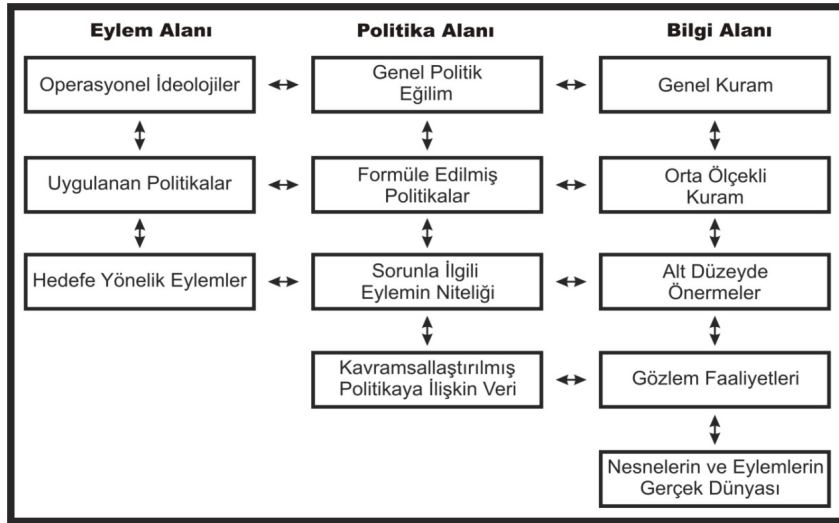 Eylem Alanı
Politika Alanı
Bilgi Alanı
Operasyonel İdeolojiler
Genel Politik
Eğilim
Genel Kuram
Uygulanan Politikalar
Formüle Edilmiş
Politikalar
Orta Ölçekli
Kuram
Hedefe Yönelik Eylemler
Sorunla İlgili
Eylemin Niteliği
Alt Düzeyde
Önermeler
Kavramsallaştırılmış
Politikaya İlişkin Veri
Gözlem Faaliyetleri
Nesnelerin ve Eylemlerin
Gerçek Dünyası